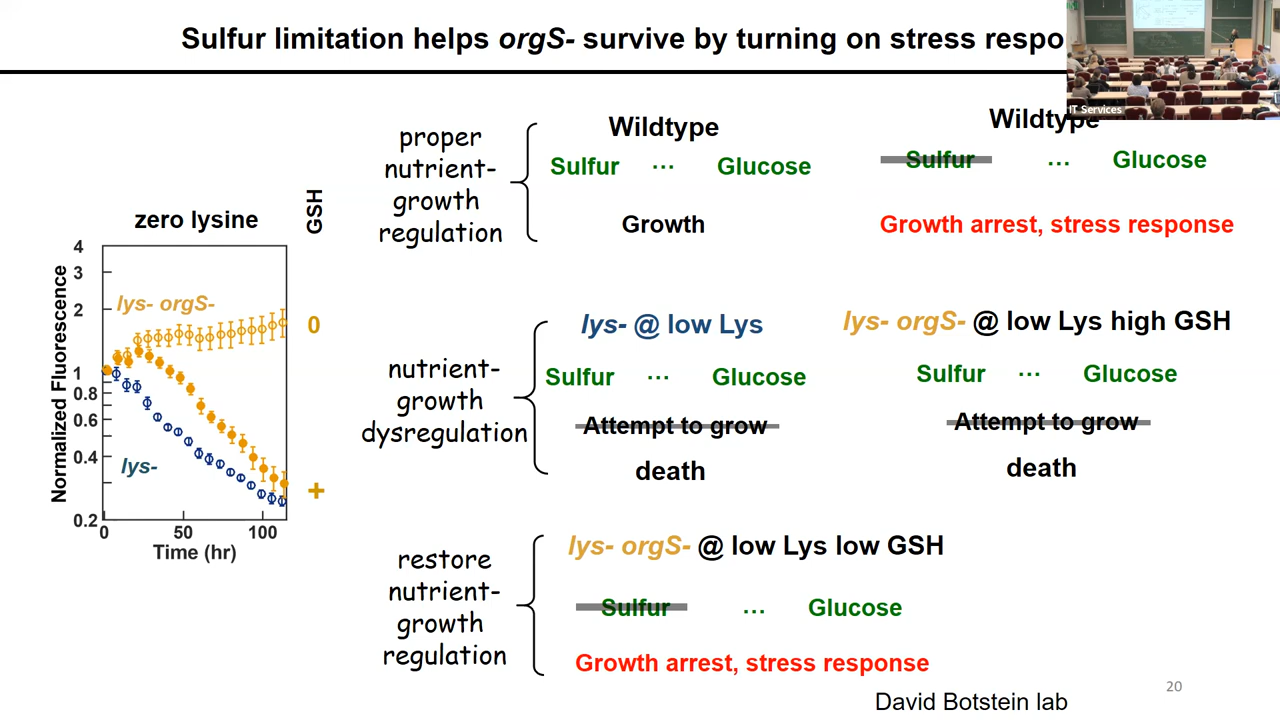 Sulfur limitation helps orgS- survive by turning on stress respo
IT Services
zero lysine
GSH
Normalized Fluorescence
4
3
2
1
0.8
0.6
0.4
0.2
0
50
100
Time (hr)
lys- orgS-
lys-
0
+
proper
nutrient-
growth
regulation
Wildtype
Sulfur ... Glucose
Growth
Wildtype
Sulfur ... Glucose
Growth arrest, stress response
nutrient-
growth
dysregulation
lys- @ low Lys
Sulfur ... Glucose
Attempt to grow
death
lys- orgS- @ low Lys high GSH
Sulfur ... Glucose
Attempt to grow
death
restore
nutrient-
growth
regulation
lys- orgS- @ low Lys low GSH
Sulfur ... Glucose
Growth arrest, stress response
20
David Botstein lab